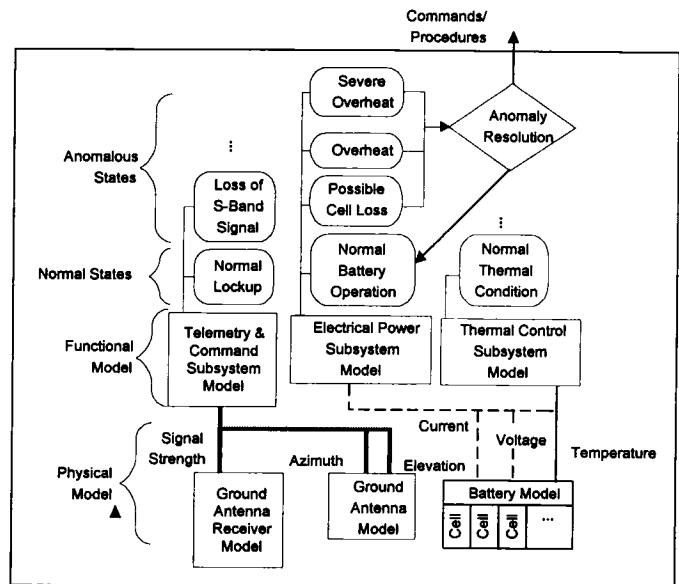 Commands/
Procedures
Severe
Overheat
Anomaly
Resolution
Anomalous
States
⋮
Overheat
Loss of
S-Band
Signal
Possible
Cell Loss
⋮
Normal States
Normal
Lockup
Normal
Battery
Operation
Normal
Thermal
Condition
Functional
Model
Telemetry &
Command
Subsystem
Model
Electrical Power
Subsystem
Model
Thermal Control
Subsystem
Model
Current
Voltage
Temperature
Signal
Strength
Azimuth
Elevation
Physical
Model
Ground
Antenna
Receiver
Model
Ground
Antenna
Model
Battery Model
Cell
Cell
Cell
...